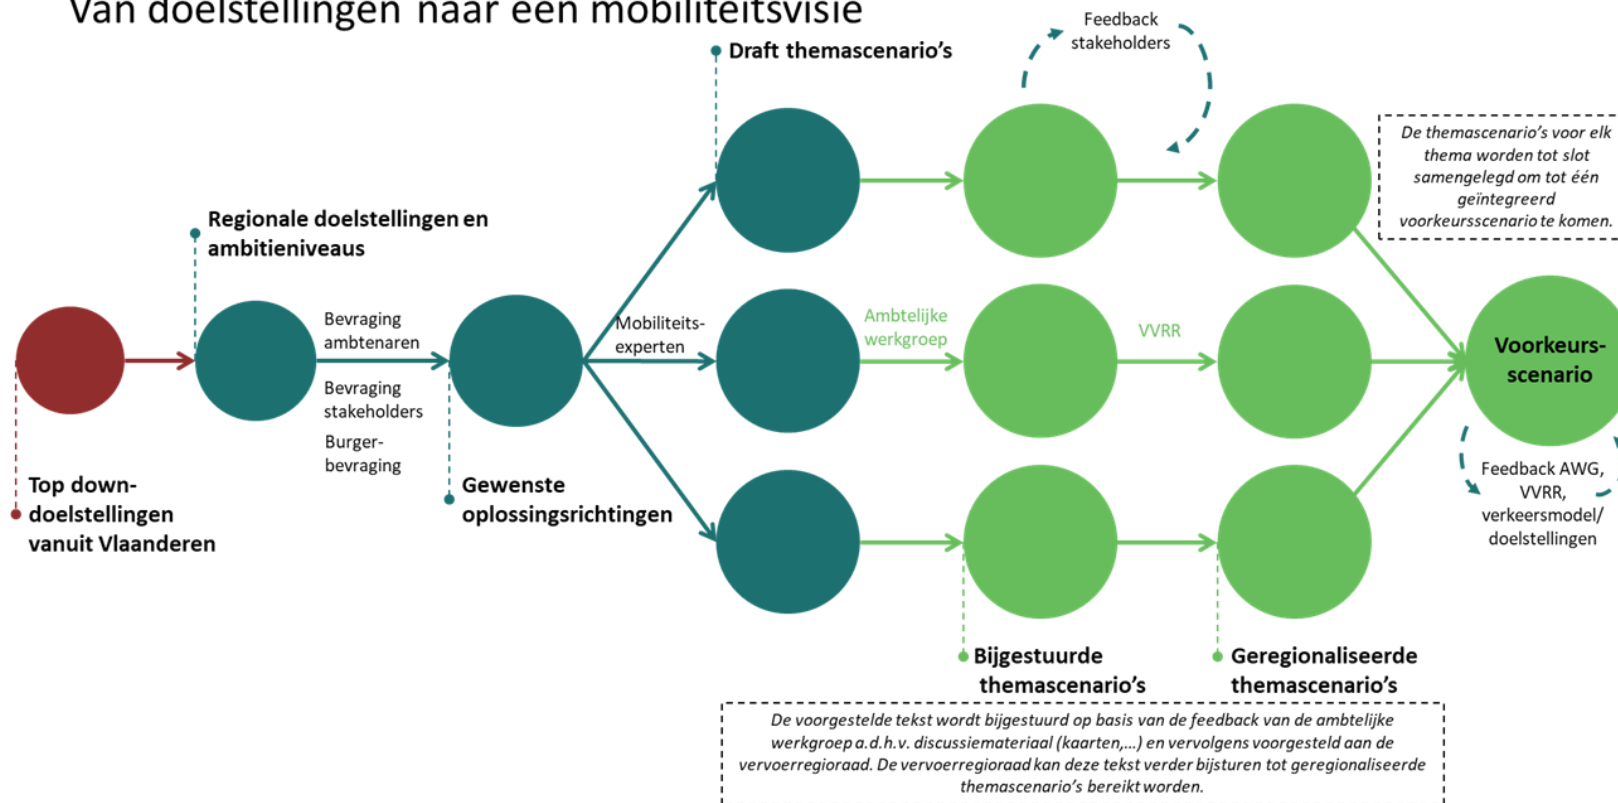 Van doelstellingen naar een mobiliteitsvisie
Feedback
stakeholders
Draft themascenario's
De themascenario's voor elk
thema worden tot slot
samengelegd om tot één
geïntegreerd
voorkeursscenario te komen.
Regionale doelstellingen en
ambitieniveaus
Bevraging
ambtenaren
Bevraging
stakeholders
Burger-
bevraging
Mobiliteits-
experten
Ambtelijke
werkgroep
VVRR
Voorkeurs-
scenario
Top down-
doelstellingen
vanuit Vlaanderen
Gewenste
oplossingsrichtingen
Feedback AWG,
VVRR,
verkeersmodel/
doelstellingen
Bijgestuurde
themascenario's
Geregionaliseerde
themascenario's
De voorgestelde tekst wordt bijgestuurd op basis van de feedback van de ambtelijke
werkgroep a.d.h.v. discussiemateriaal (kaarten,...) en vervolgens voorgesteld aan de
vervoerregioraad. De vervoerregioraad kan deze tekst verder bijsturen tot geregionaliseerde
themascenario's bereikt worden.